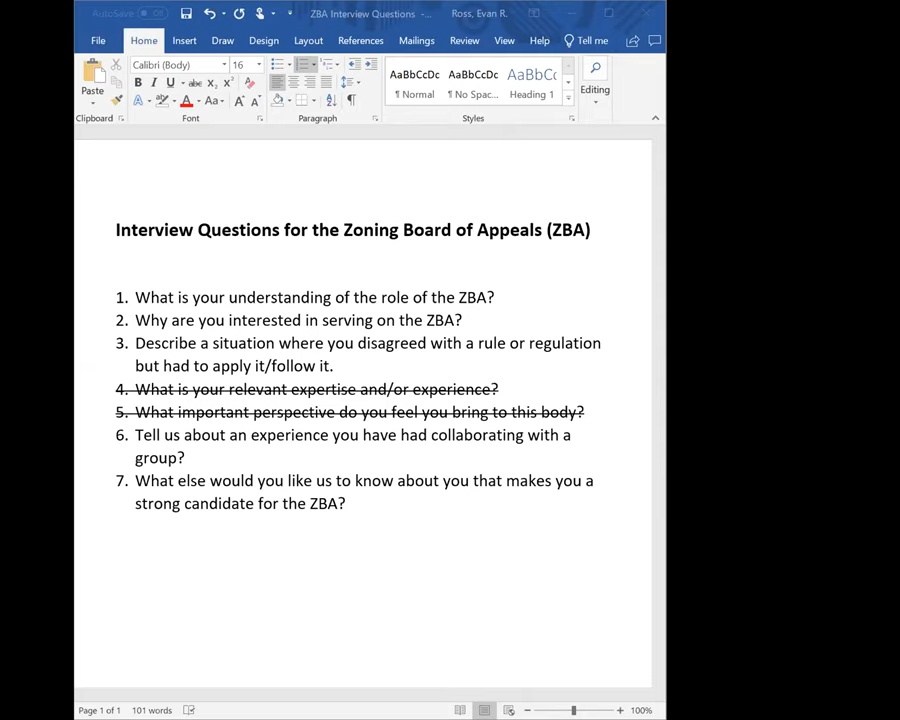 AutoSave Off ZBA Interview Questions -... Ross, Evan R.
File Home Insert Draw Design Layout References Mailings Review View Help Tell me
Calibri (Body) 16 AaBbCcDc AaBbCcDc AaBbCc
Paste B I U abc X₂ X² ¶ Normal ¶ No Spac... Heading 1 Editing
A A Aa A A
Clipboard Font Paragraph Styles
Interview Questions for the Zoning Board of Appeals (ZBA)
1. What is your understanding of the role of the ZBA?
2. Why are you interested in serving on the ZBA?
3. Describe a situation where you disagreed with a rule or regulation
but had to apply it/follow it.
4. What is your relevant expertise and/or experience?
5. What important perspective do you feel you bring to this body?
6. Tell us about an experience you have had collaborating with a
group?
7. What else would you like us to know about you that makes you a
strong candidate for the ZBA?
Page 1 of 1 101 words 100%